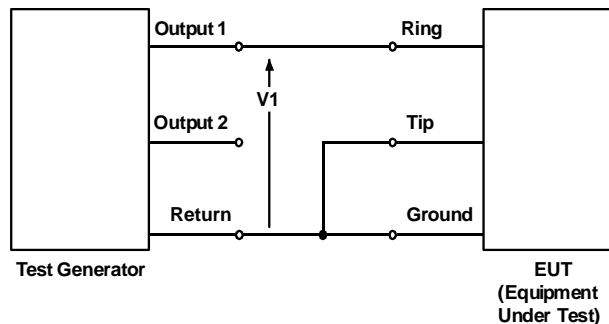 Output 1
Ring
V1
Output 2
Tip
Return
Ground
Test Generator
EUT
(Equipment
Under Test)